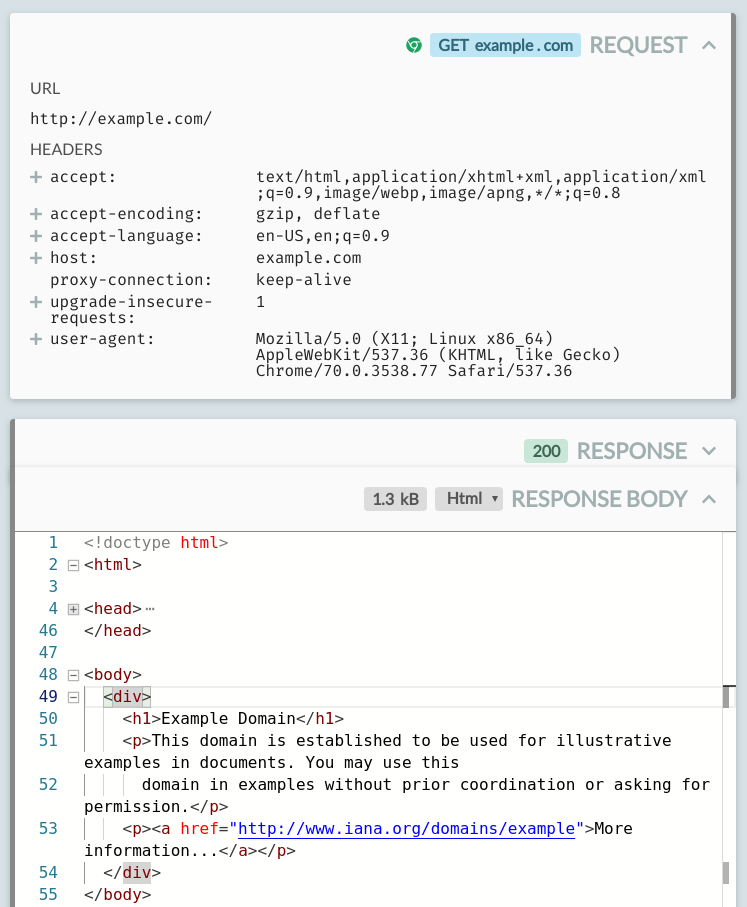 GET example.com REQUEST
URL
http://example.com/
HEADERS
accept: text/html,application/xhtml+xml,application/xml
;q=0.9,image/webp,image/apng,*/*;q=0.8
accept-encoding: gzip, deflate
accept-language: en-US,en;q=0.9
host: example.com
proxy-connection: keep-alive
upgrade-insecure- 1
requests:
user-agent: Mozilla/5.0 (X11; Linux x86_64)
AppleWebKit/537.36 (KHTML, like Gecko)
Chrome/70.0.3538.77 Safari/537.36
200 RESPONSE
1.3 kB Html RESPONSE BODY
1 <!doctype html>
2 <html>
3
4 <head>⋯
46 </head>
47
48 <body>
49 <div>
50 <h1>Example Domain</h1>
51 <p>This domain is established to be used for illustrative
examples in documents. You may use this
52 domain in examples without prior coordination or asking for
permission.</p>
53 <p><a href="http://www.iana.org/domains/example">More
information...</a></p>
54 </div>
55 </body>